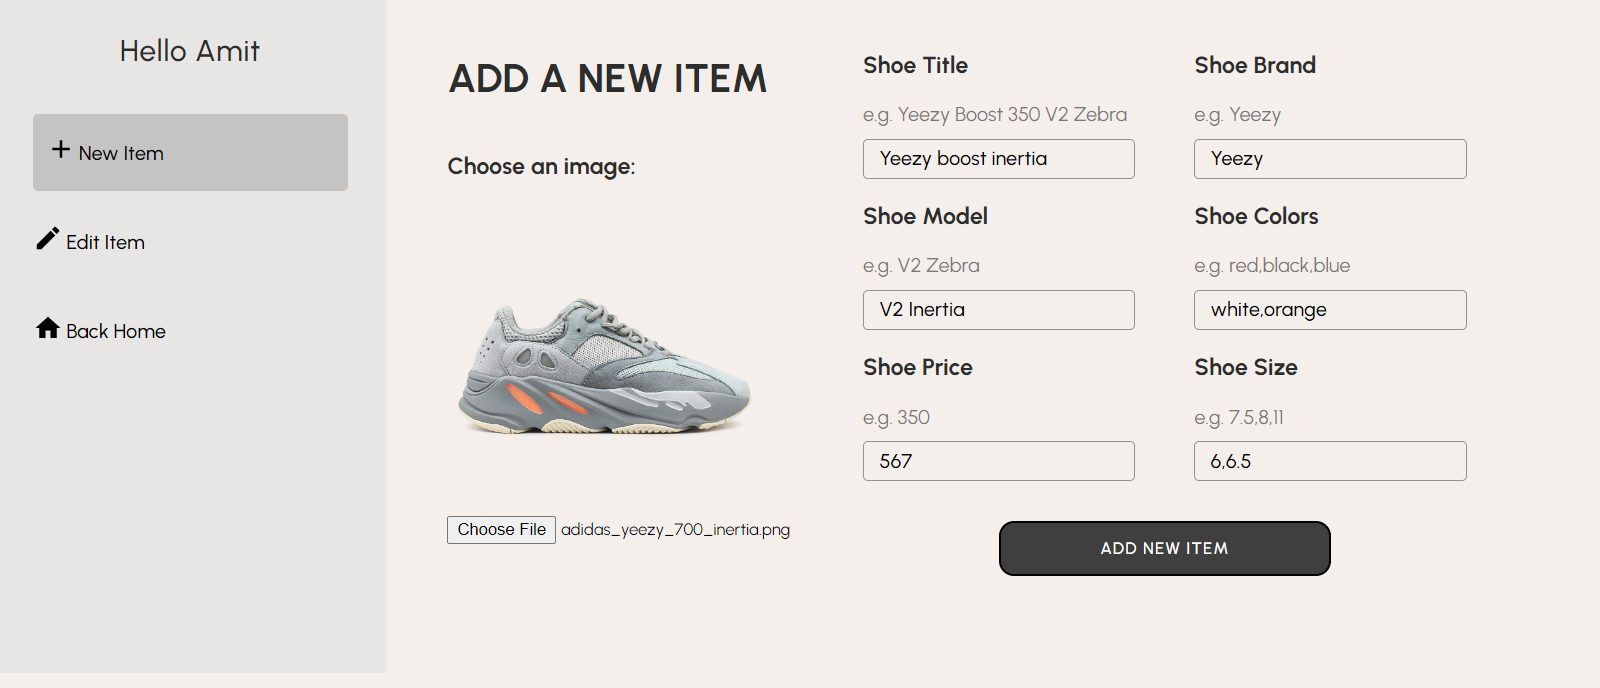 Hello Amit
New Item
Edit Item
Back Home
ADD A NEW ITEM
Choose an image:
Choose File adidas_yeezy_700_inertia.png
Shoe Title
e.g. Yeezy Boost 350 V2 Zebra
Yeezy boost inertia
Shoe Brand
e.g. Yeezy
Yeezy
Shoe Model
e.g. V2 Zebra
V2 Inertia
Shoe Colors
e.g. red,black,blue
white,orange
Shoe Price
e.g. 350
567
Shoe Size
e.g. 7.5,8,11
6,6.5
ADD NEW ITEM